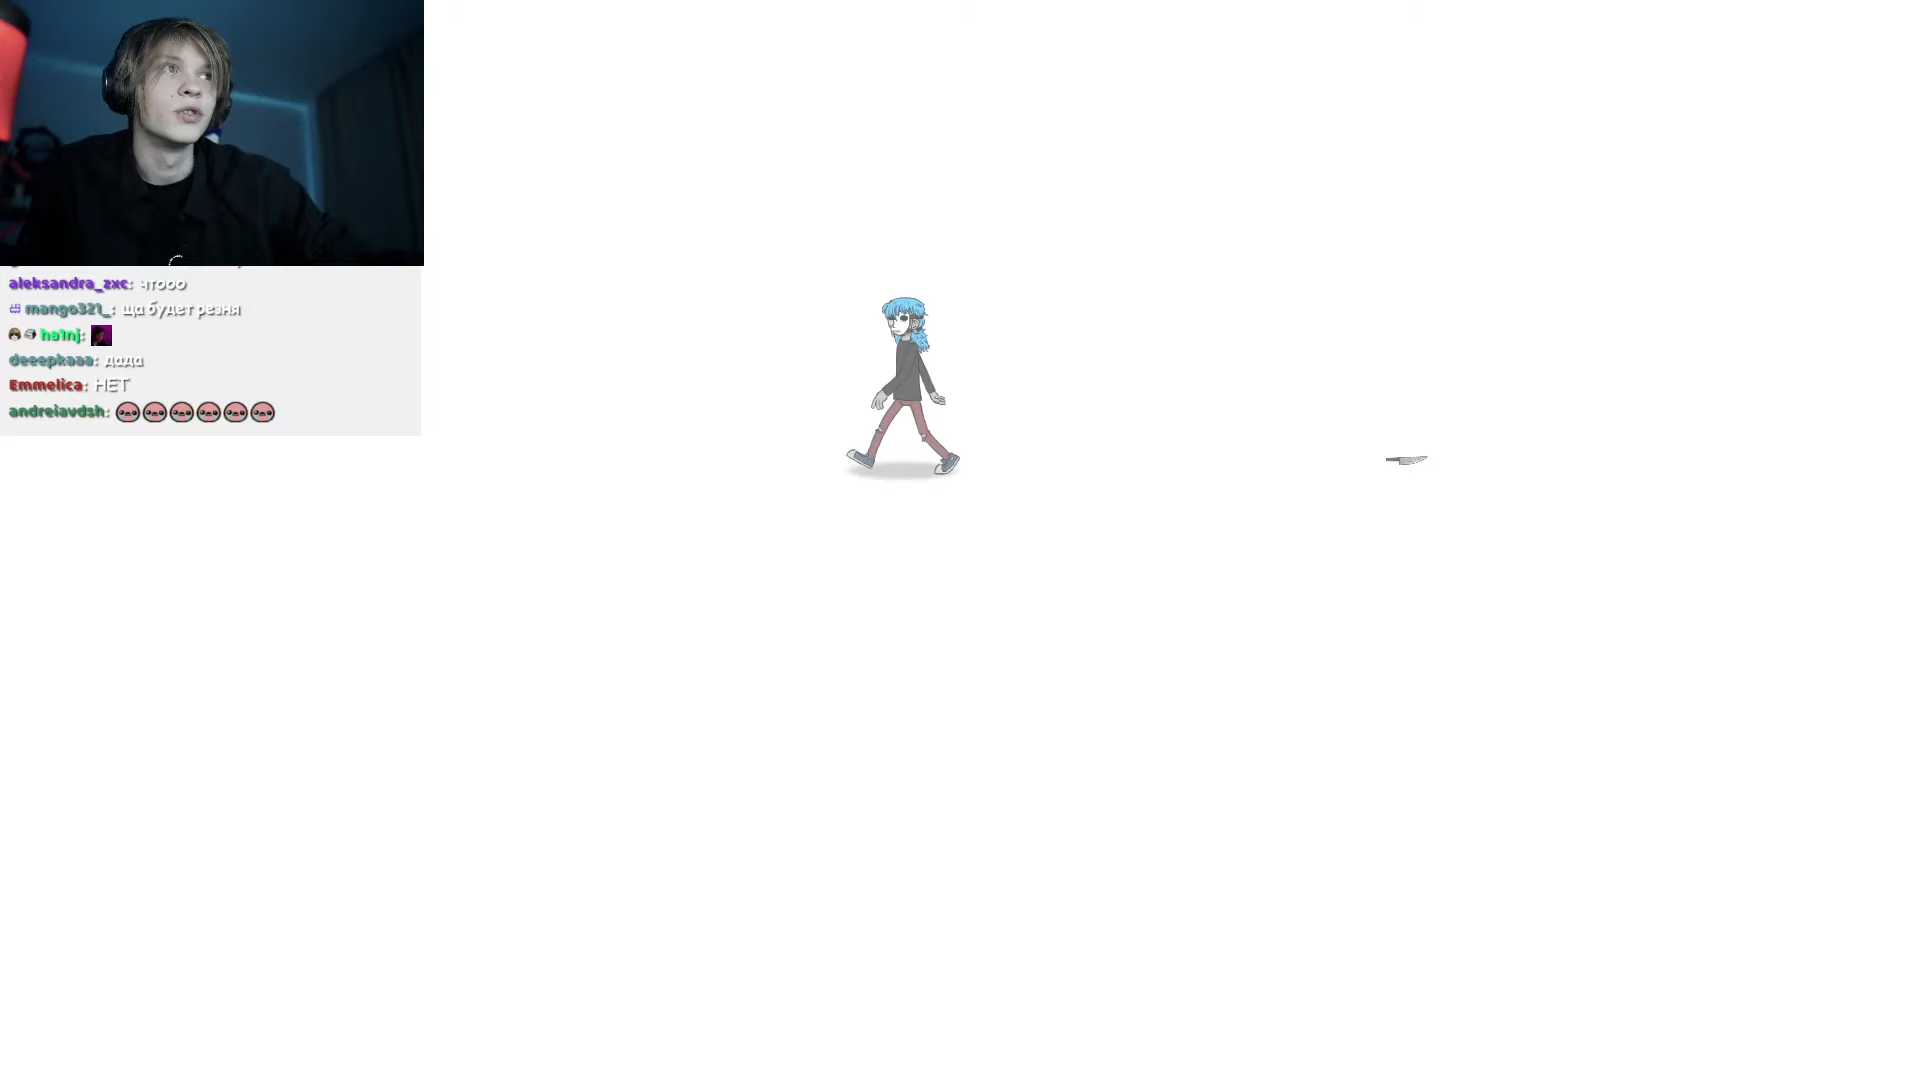 aleksandra_zxc: чтооо
mango321_: ща будет резня
ha1nj:
deeepkaaa: дада
Emmelica: НЕТ
andreiavdsh: